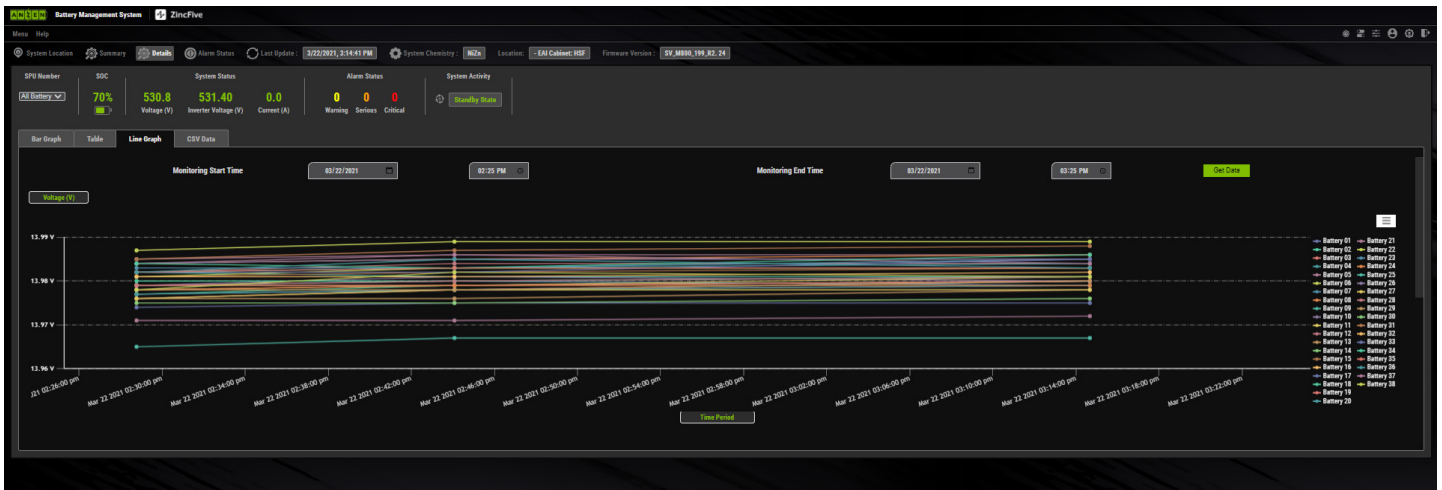 ANZEN Battery Management System ZincFive
Menu Help
System Location Summary Details Alarm Status Last Update : 3/22/2021, 3:14:41 PM System Chemistry : NiZn Location: - EAI Cabinet: HSF Firmware Version : SV_M800_199_R2. 24
SPU Number SOC System Status Alarm Status System Activity
All Battery 70% 530.8 531.40 0.0 0 0 0 Standby State
Voltage (V) Inverter Voltage (V) Current (A) Warning Serious Critical
Bar Graph Table Line Graph CSV Data
Monitoring Start Time 03/22/2021 02:25 PM Monitoring End Time 03/22/2021 03:25 PM Get Data
Voltage (V)
13.99 V
13.98 V
13.97 V
13.96 V
Battery 01 Battery 21
Battery 02 Battery 22
Battery 03 Battery 23
Battery 04 Battery 24
Battery 05 Battery 25
Battery 06 Battery 26
Battery 07 Battery 27
Battery 08 Battery 28
Battery 09 Battery 29
Battery 10 Battery 30
Battery 11 Battery 31
Battery 12 Battery 32
Battery 13 Battery 33
Battery 14 Battery 34
Battery 15 Battery 35
Battery 16 Battery 36
Battery 17 Battery 37
Battery 18 Battery 38
Battery 19
Battery 20
/21 02:26:00 pm
Mar 22 2021 02:30:00 pm
Mar 22 2021 02:34:00 pm
Mar 22 2021 02:38:00 pm
Mar 22 2021 02:42:00 pm
Mar 22 2021 02:46:00 pm
Mar 22 2021 02:50:00 pm
Mar 22 2021 02:54:00 pm
Mar 22 2021 02:58:00 pm
Mar 22 2021 03:02:00 pm
Mar 22 2021 03:06:00 pm
Mar 22 2021 03:10:00 pm
Mar 22 2021 03:14:00 pm
Mar 22 2021 03:18:00 pm
Mar 22 2021 03:22:00 pm
Time Period